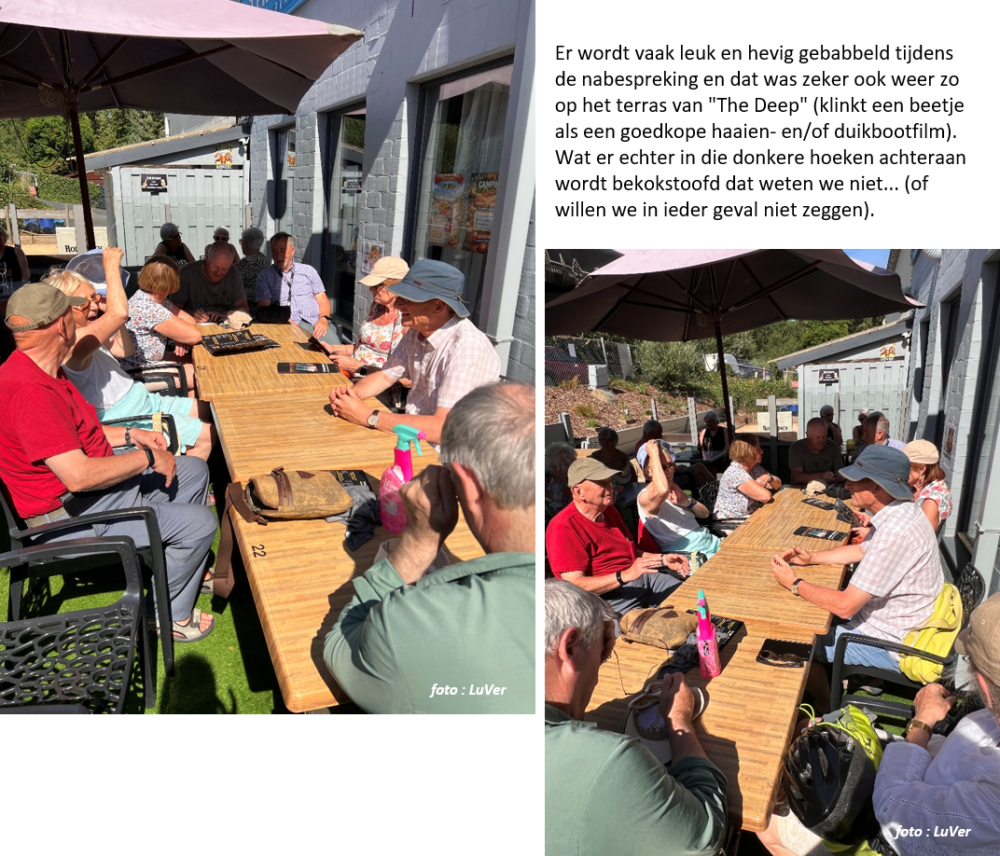 Er wordt vaak leuk en hevig gebabbeld tijdens
de nabespreking en dat was zeker ook weer zo
op het terras van "The Deep" (klinkt een beetje
als een goedkope haaien- en/of duikbootfilm).
Wat er echter in die donkere hoeken achteraan
wordt bekokstoofd dat weten we niet... (of
willen we in ieder geval niet zeggen).
22
foto : LuVer
foto : LuVer